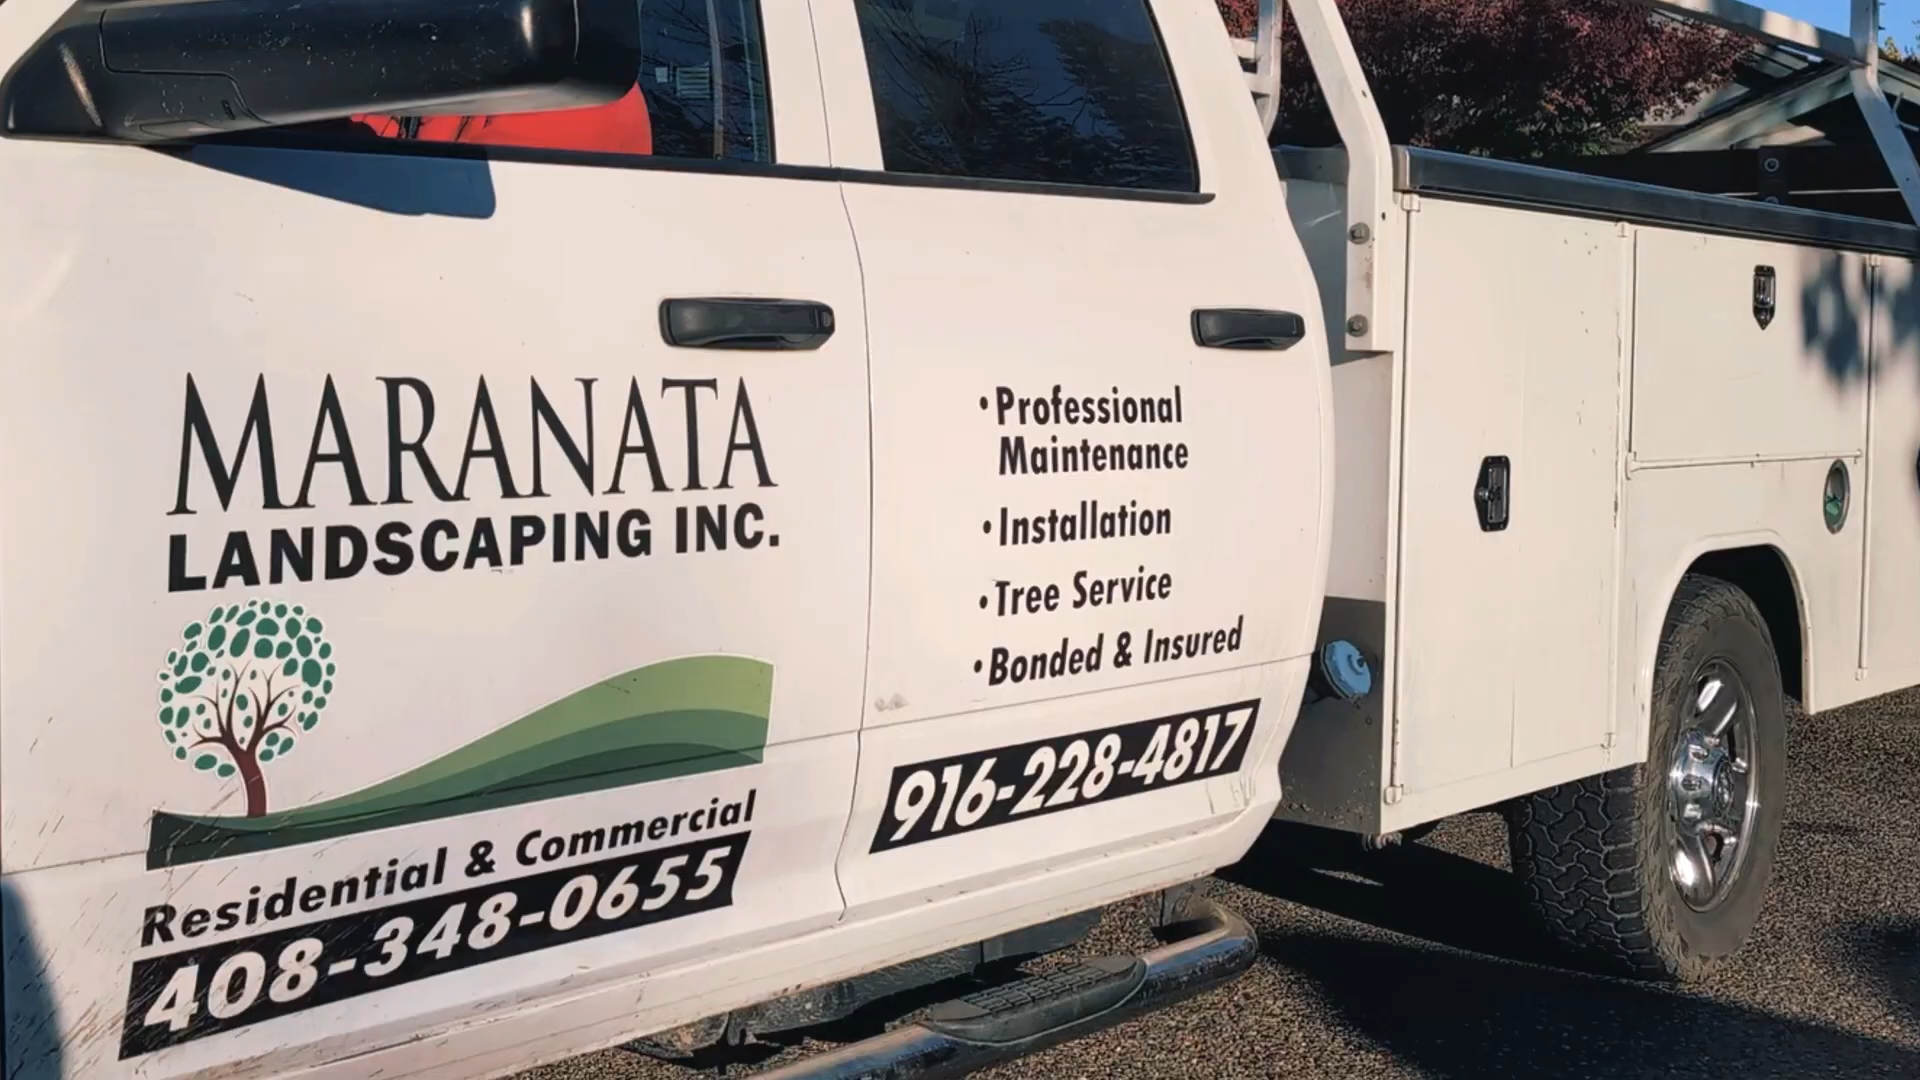 MARANATA
LANDSCAPING INC.
Residential & Commercial
408-348-0655
• Professional
Maintenance
• Installation
• Tree Service
• Bonded & Insured
916-228-4817